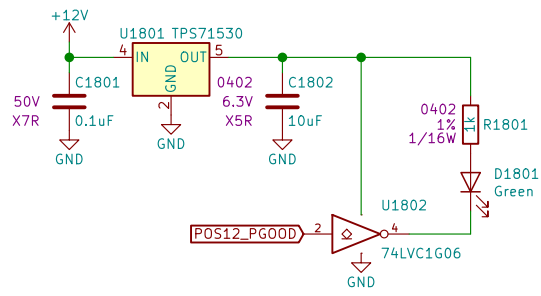 +12V
U1801 TPS71530
4
IN
OUT
5
GND
2
GND
C1801
50V
X7R
0.1uF
GND
C1802
0402
6.3V
X5R
10uF
GND
0402
1%
1/16W
1k
R1801
D1801
Green
U1802
POS12_PGOOD
2
4
74LVC1G06
GND